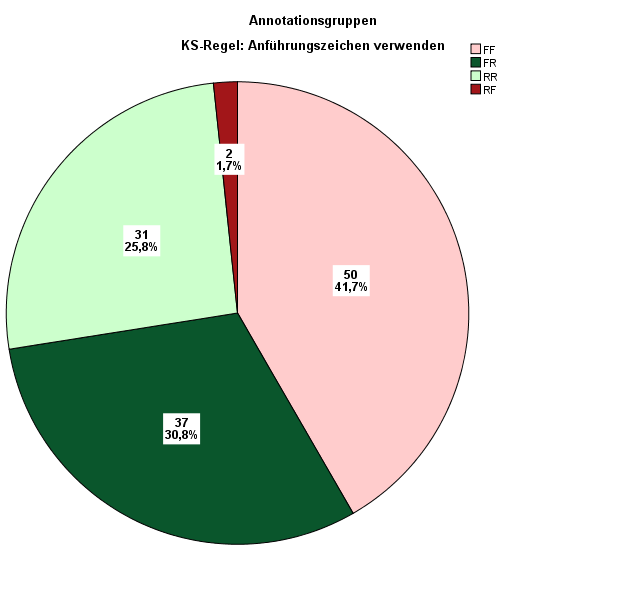 Annotationsgruppen
KS-Regel: Anführungszeichen verwenden
FF
FR
RR
RF
2
1,7%
31
25,8%
50
41,7%
37
30,8%